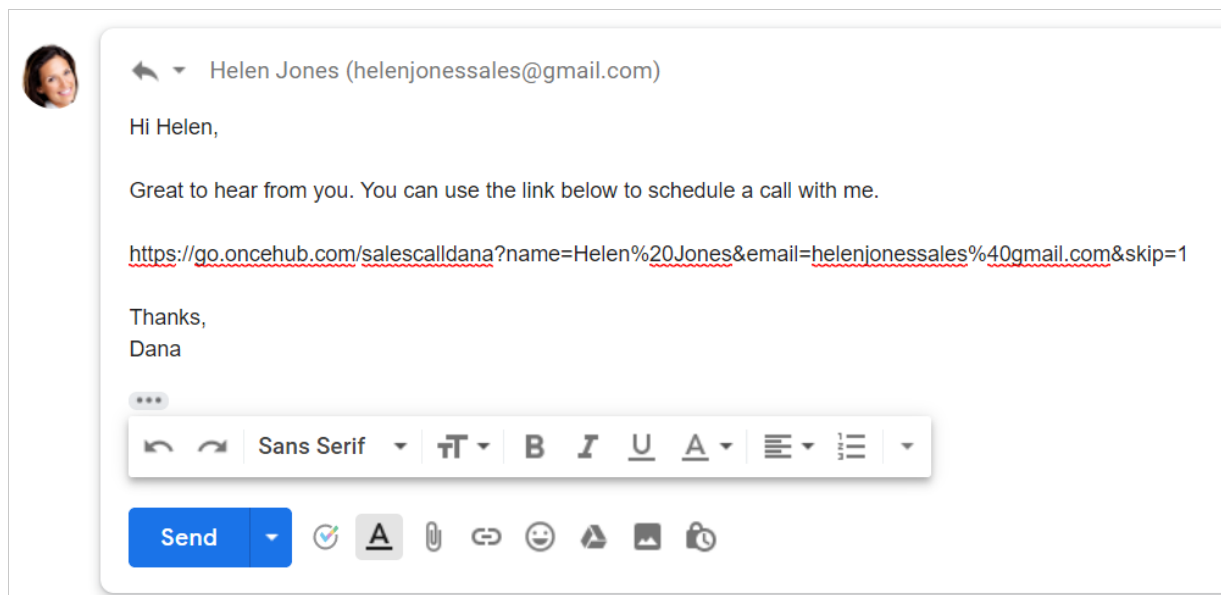 Helen Jones (helenjonessales@gmail.com)
Hi Helen,
Great to hear from you. You can use the link below to schedule a call with me.
https://go.oncehub.com/salescalldana?name=Helen%20Jones&email=helenjonessales%40gmail.com&skip=1
Thanks,
Dana
Sans Serif
Send